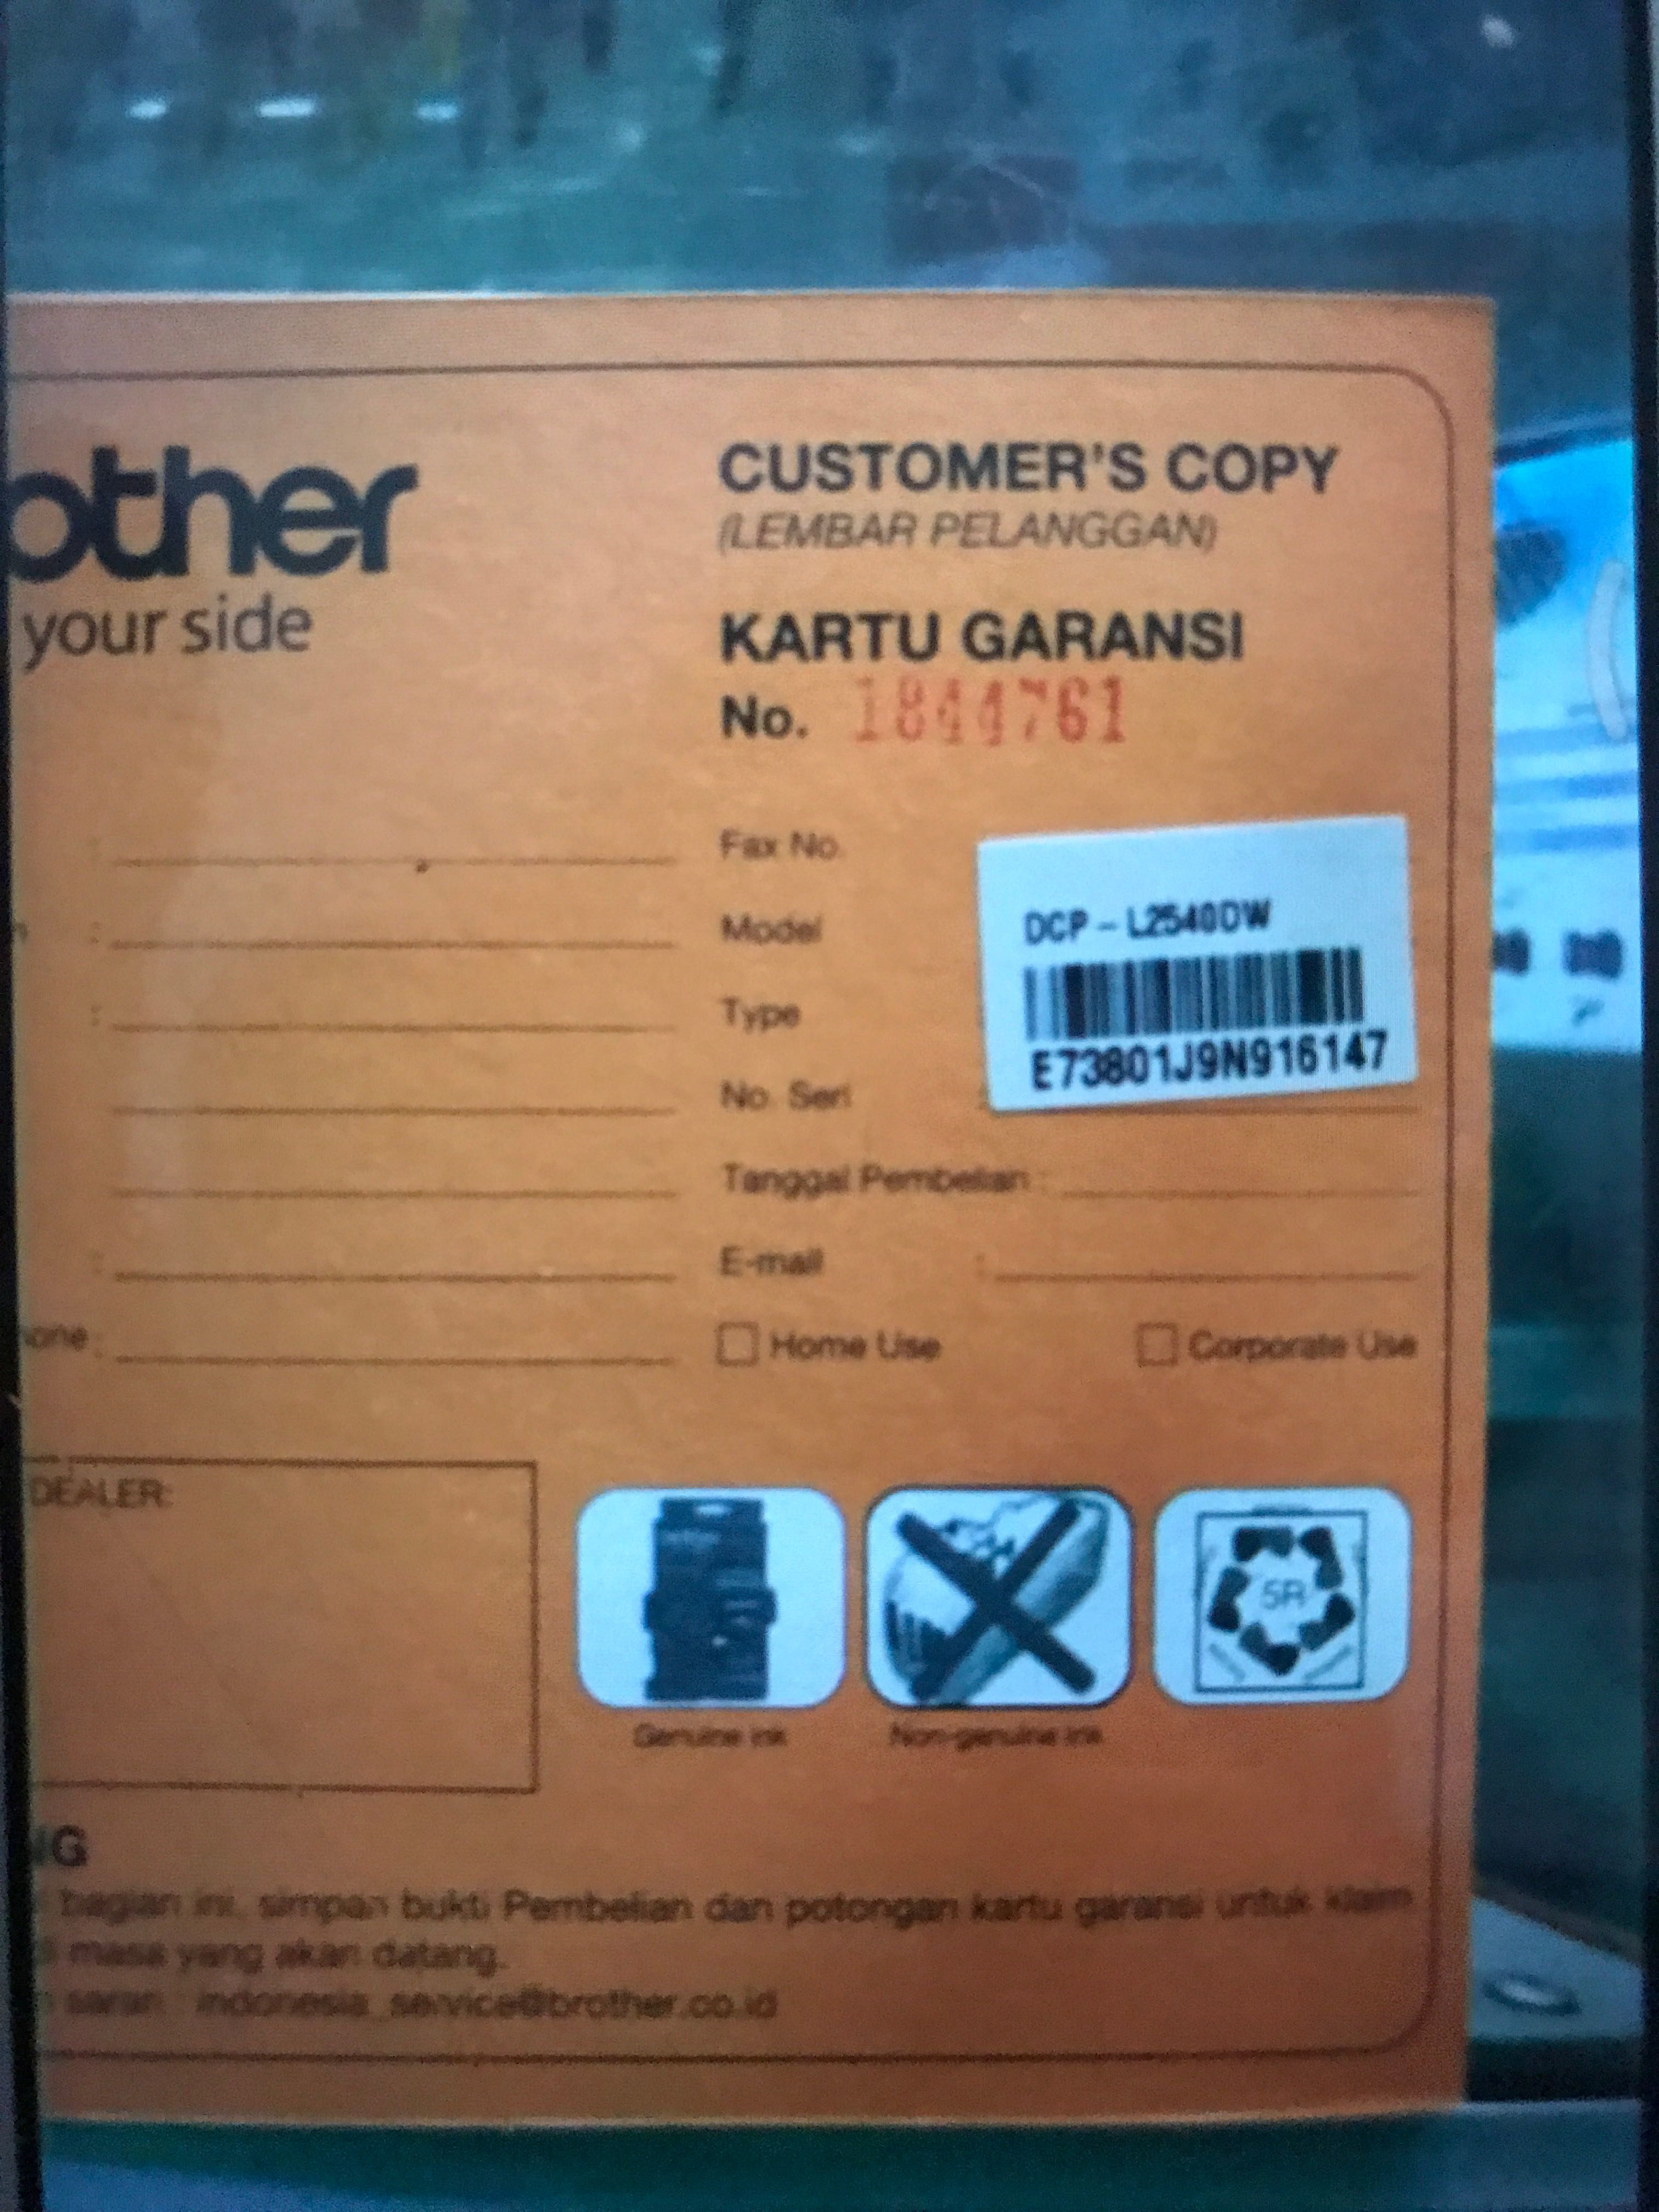 other
your side
CUSTOMER'S COPY
(LEMBAR PELANGGAN)
KARTU GARANSI
No. 1844761
Fax No.
Model
Type
No. Seri
DCP - L2540DW
E73801J9N916147
Tanggal Pembelian :
E-mail :
one :
Home Use
Corporate Use
DEALER:
5R
Genuine ink
Non-genuine ink
NG
bagian ini, simpan bukti Pembelian dan potongan kartu garansi untuk klaim
masa yang akan datang.
saran : indonesia_service@brother.co.id